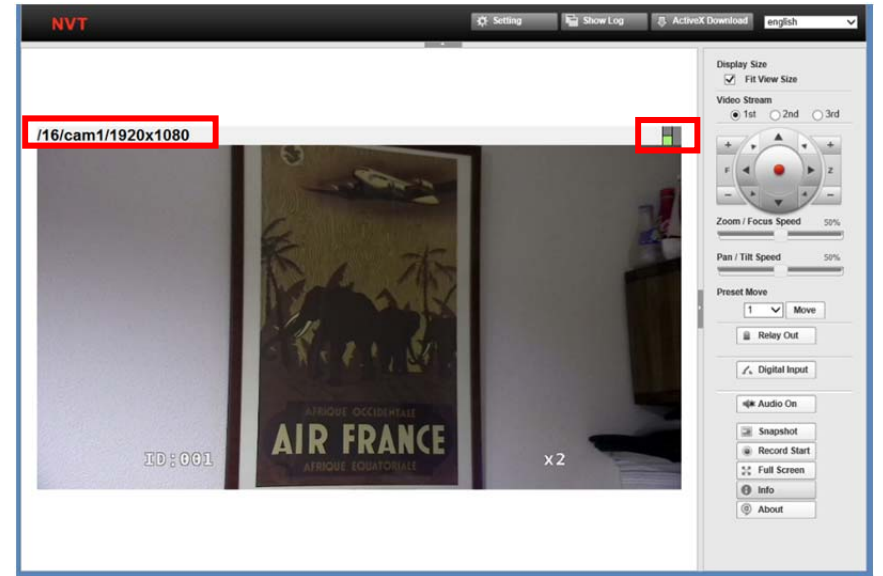 NVT
Setting
Show Log
ActiveX Download
english
/16/cam1/1920x1080
AFRIQUE OCCIDENTALE
AIR FRANCE
AFRIQUE EQUATORIALE
ID:001
x2
Display Size
Fit View Size
Video Stream
1st 2nd 3rd
+ +
F Z
- -
Zoom / Focus Speed 50%
Pan / Tilt Speed 50%
Preset Move
1 Move
Relay Out
Digital Input
Audio On
Snapshot
Record Start
Full Screen
Info
About